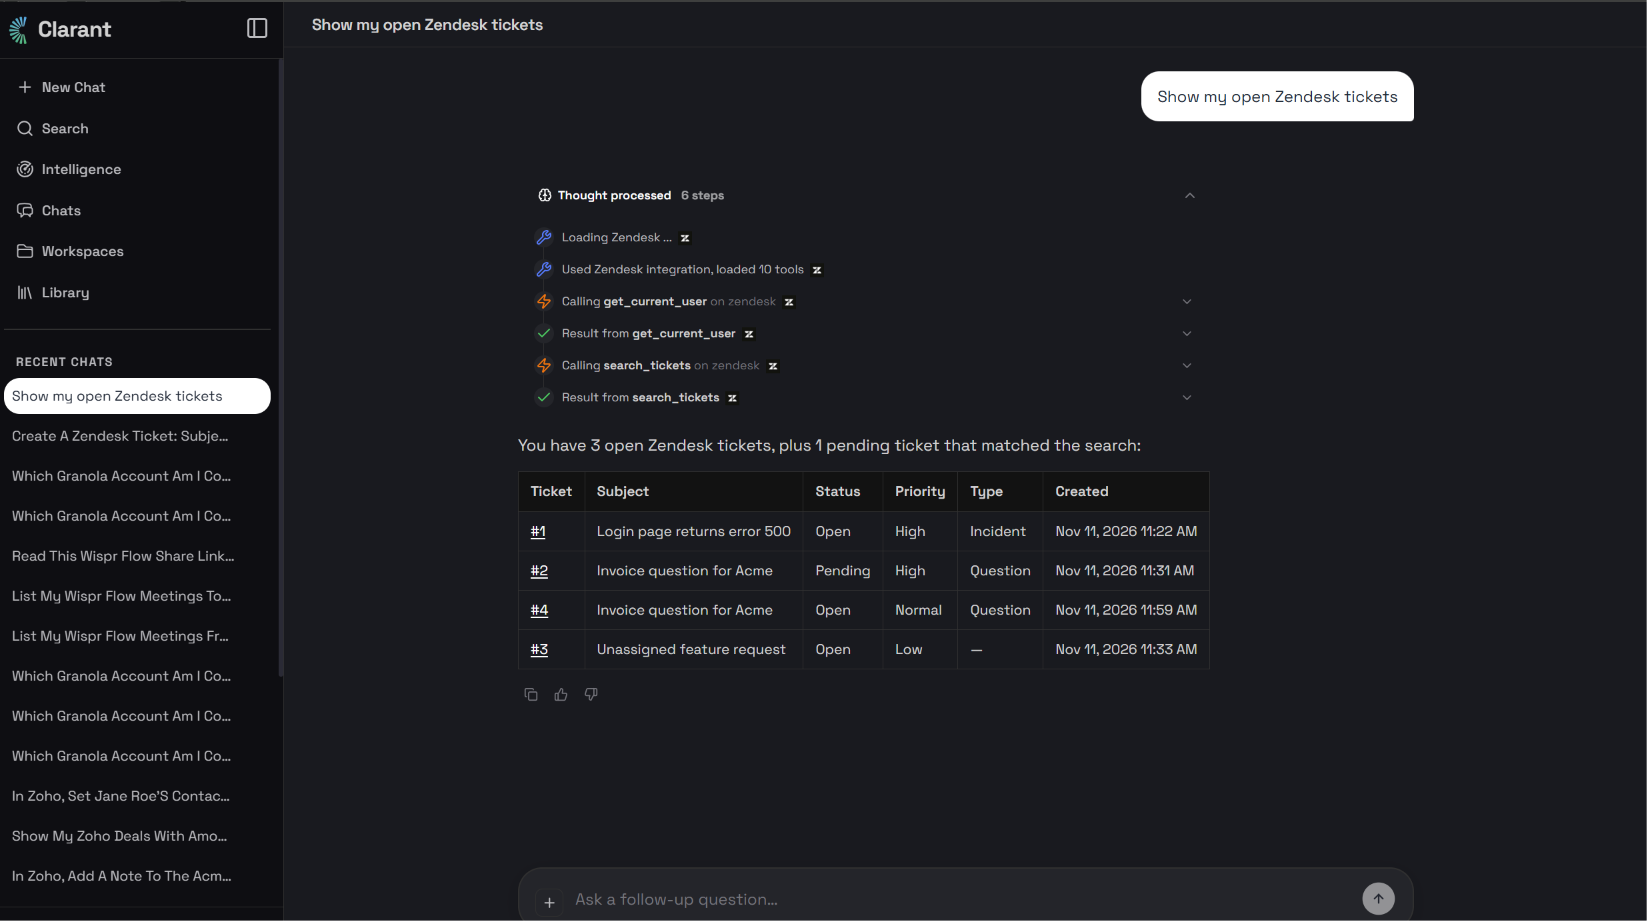 Clarant
New Chat
Search
Intelligence
Chats
Workspaces
Library
RECENT CHATS
Show my open Zendesk tickets
Create A Zendesk Ticket: Subje...
Which Granola Account Am I Co...
Which Granola Account Am I Co...
Read This Wispr Flow Share Link...
List My Wispr Flow Meetings To...
List My Wispr Flow Meetings Fr...
Which Granola Account Am I Co...
Which Granola Account Am I Co...
Which Granola Account Am I Co...
In Zoho, Set Jane Roe'S Contac...
Show My Zoho Deals With Amo...
In Zoho, Add A Note To The Acm...
Show my open Zendesk tickets
Show my open Zendesk tickets
Thought processed 6 steps
Loading Zendesk ...
Used Zendesk integration, loaded 10 tools
Calling get_current_user on zendesk
Result from get_current_user
Calling search_tickets on zendesk
Result from search_tickets
You have 3 open Zendesk tickets, plus 1 pending ticket that matched the search:
Ticket Subject Status Priority Type Created
#1 Login page returns error 500 Open High Incident Nov 11, 2026 11:22 AM
#2 Invoice question for Acme Pending High Question Nov 11, 2026 11:31 AM
#4 Invoice question for Acme Open Normal Question Nov 11, 2026 11:59 AM
#3 Unassigned feature request Open Low — Nov 11, 2026 11:33 AM
Ask a follow-up question...